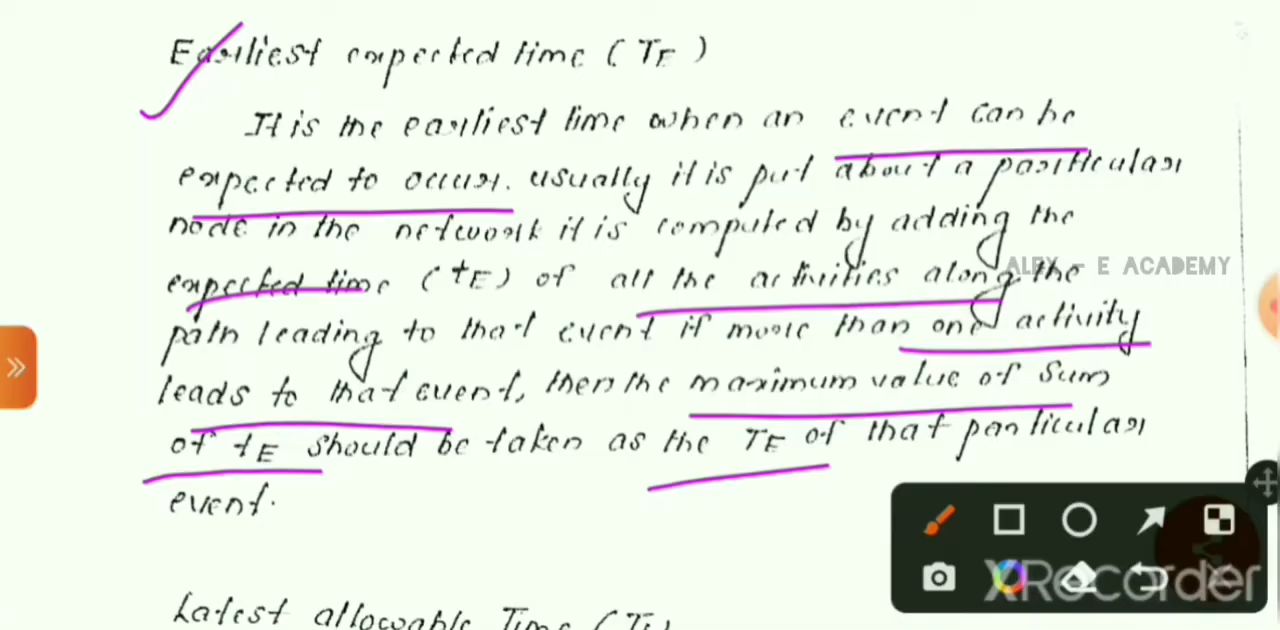 Earliest expected time (TE)
It is the earliest time when an event can be
expected to occur. usually it is put about a particular
node in the network it is computed by adding the
expected time (tE) of all the activities along the
ALEX - E ACADEMY
path leading to that event if more than one activity
leads to that event, then the maximum value of sum
of tE should be taken as the TE of that particular
event.
XRecorder
Latest allowable Time (TL)